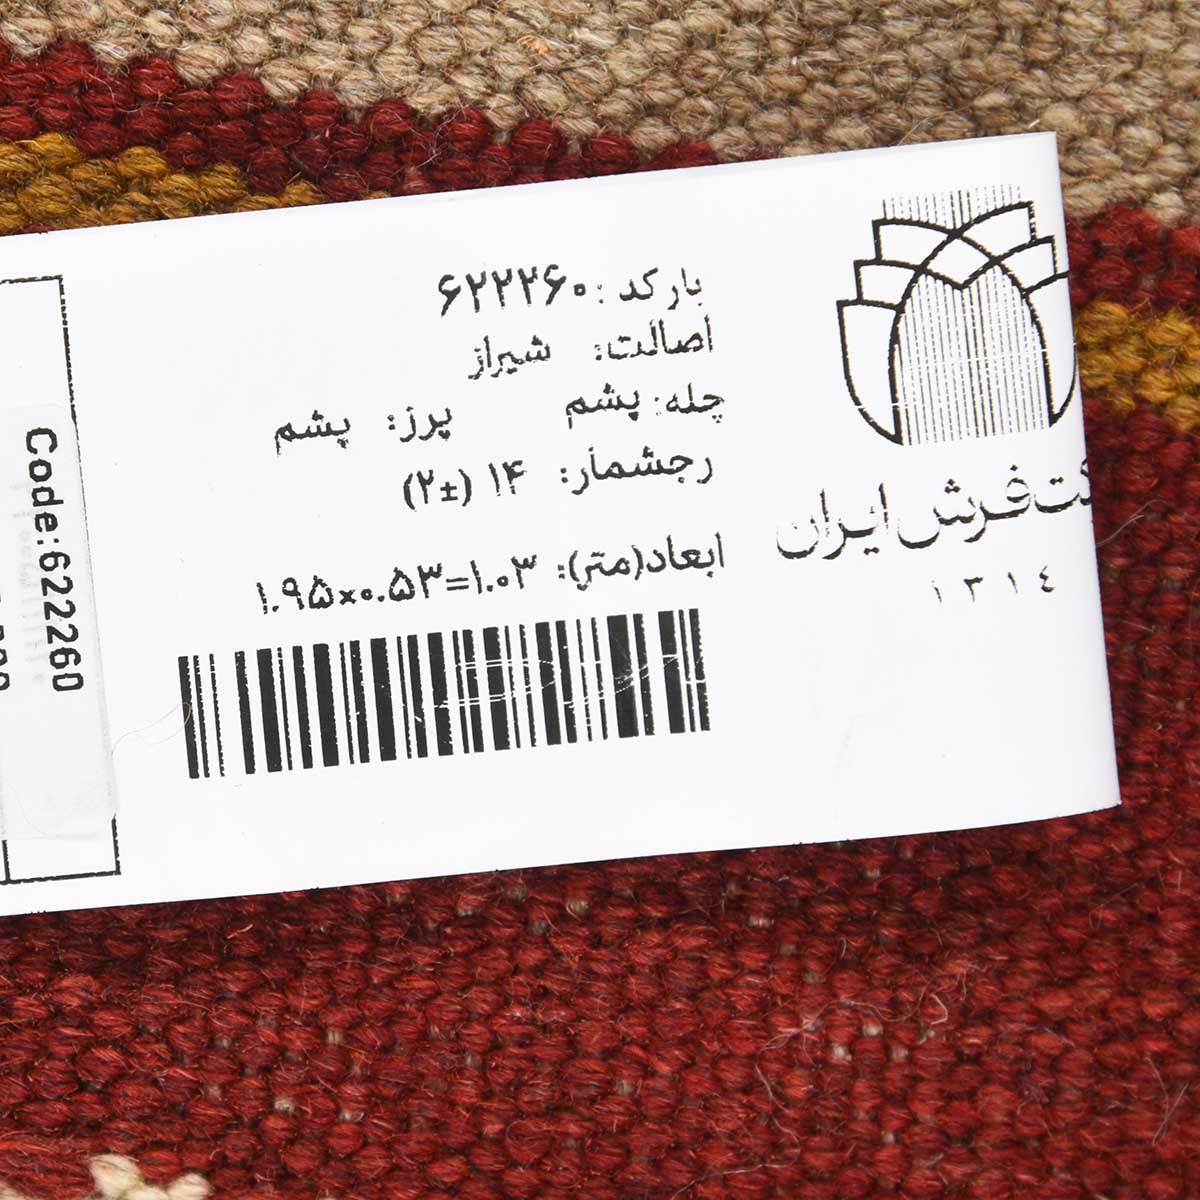 بارکد: ۶۲۲۲۶۰
اصالت: شیراز
چله: پشم پرز: پشم
رجشمار: ۱۴ (±۲)
ابعاد(متر): ۱.۰۳=۰.۵۳×۱.۹۵
فرش ایران
١٣١٤
Code:622260